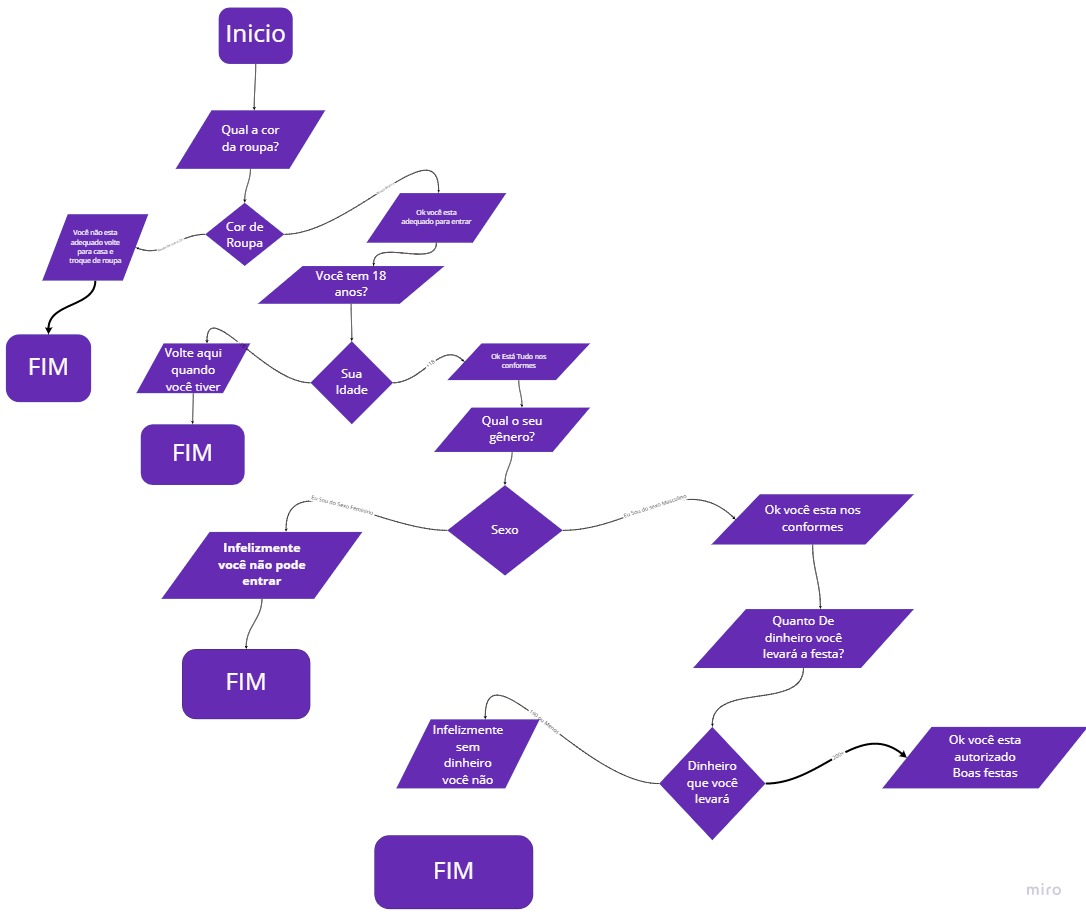 Inicio
Qual a cor
da roupa?
Cor de
Roupa
Ok você esta
adequado para entrar
Você não esta
adequado volte
para casa e
troque de roupa
FIM
Você tem 18
anos?
Sua
Idade
Volte aqui
quando
você tiver
FIM
Ok Está Tudo nos
conformes
Qual o seu
gênero?
Sexo
Eu Sou do Sexo Feminino
Eu Sou do sexo Masculino
Infelizmente
você não pode
entrar
FIM
Ok você esta nos
conformes
Quanto De
dinheiro você
levará a festa?
Dinheiro
que você
levará
ou Menos
Infelizmente
sem
dinheiro
você não
FIM
Ok você esta
autorizado
Boas festas
miro